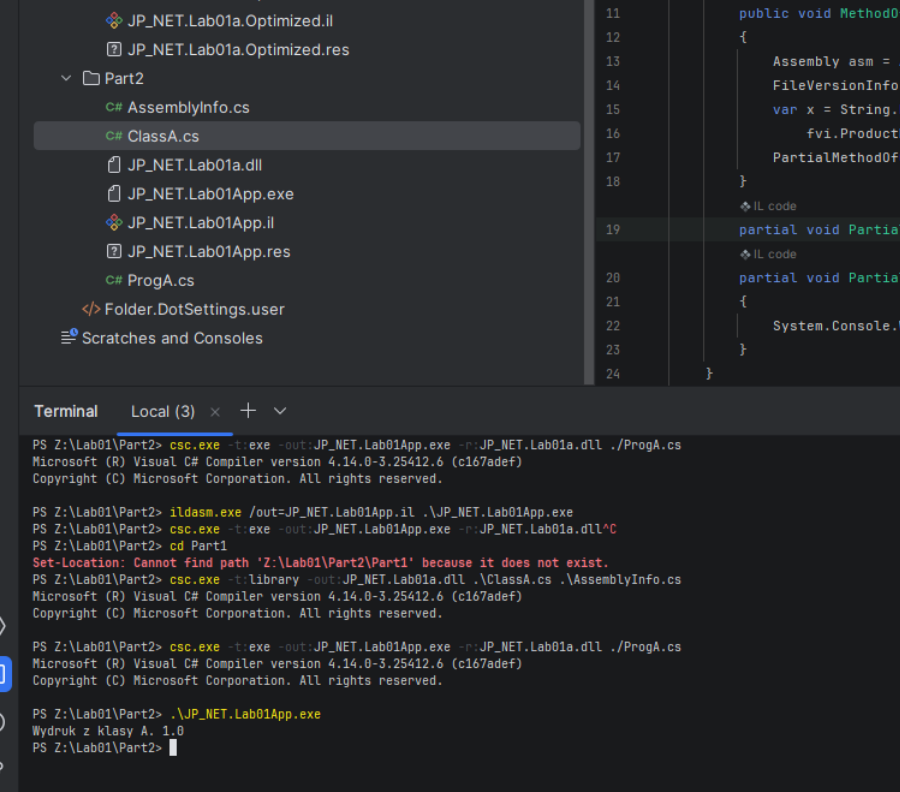 JP_NET.Lab01a.Optimized.il
JP_NET.Lab01a.Optimized.res
Part2
C# AssemblyInfo.cs
C# ClassA.cs
JP_NET.Lab01a.dll
JP_NET.Lab01App.exe
JP_NET.Lab01App.il
JP_NET.Lab01App.res
C# ProgA.cs
</> Folder.DotSettings.user
Scratches and Consoles
11 public void MethodO
12 {
13 Assembly asm =
14 FileVersionInfo
15 var x = String.
16 fvi.Product
17 PartialMethodOf
18 }
IL code
19 partial void Partia
IL code
20 partial void Partia
21 {
22 System.Console.
23 }
24 }
Terminal Local (3) × +
PS Z:\Lab01\Part2> csc.exe -t:exe -out:JP_NET.Lab01App.exe -r:JP_NET.Lab01a.dll ./ProgA.cs
Microsoft (R) Visual C# Compiler version 4.14.0-3.25412.6 (c167adef)
Copyright (C) Microsoft Corporation. All rights reserved.
PS Z:\Lab01\Part2> ildasm.exe /out=JP_NET.Lab01App.il .\JP_NET.Lab01App.exe
PS Z:\Lab01\Part2> csc.exe -t:exe -out:JP_NET.Lab01App.exe -r:JP_NET.Lab01a.dll^C
PS Z:\Lab01\Part2> cd Part1
Set-Location: Cannot find path 'Z:\Lab01\Part2\Part1' because it does not exist.
PS Z:\Lab01\Part2> csc.exe -t:library -out:JP_NET.Lab01a.dll .\ClassA.cs .\AssemblyInfo.cs
Microsoft (R) Visual C# Compiler version 4.14.0-3.25412.6 (c167adef)
Copyright (C) Microsoft Corporation. All rights reserved.
PS Z:\Lab01\Part2> csc.exe -t:exe -out:JP_NET.Lab01App.exe -r:JP_NET.Lab01a.dll ./ProgA.cs
Microsoft (R) Visual C# Compiler version 4.14.0-3.25412.6 (c167adef)
Copyright (C) Microsoft Corporation. All rights reserved.
PS Z:\Lab01\Part2> .\JP_NET.Lab01App.exe
Wydruk z klasy A. 1.0
PS Z:\Lab01\Part2>